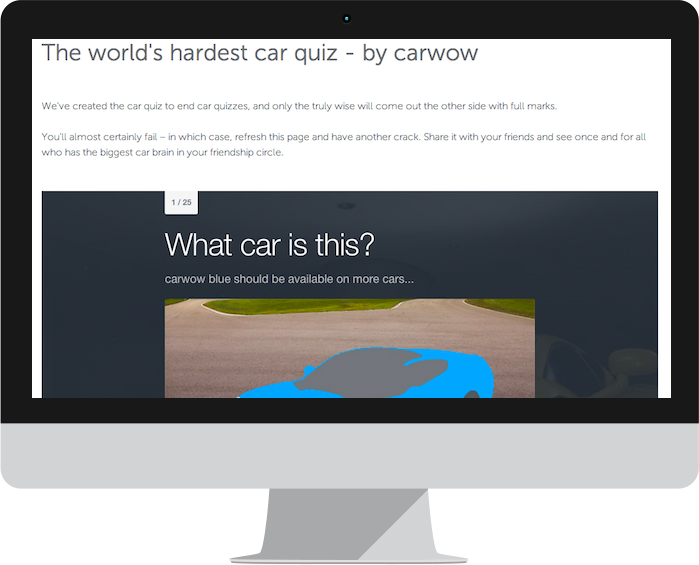 The world's hardest car quiz - by carwow
We've created the car quiz to end car quizzes, and only the truly wise will come out the other side with full marks.
You'll almost certainly fail – in which case, refresh this page and have another crack. Share it with your friends and see once and for all
who has the biggest car brain in your friendship circle.
1 / 25
What car is this?
carwow blue should be available on more cars...